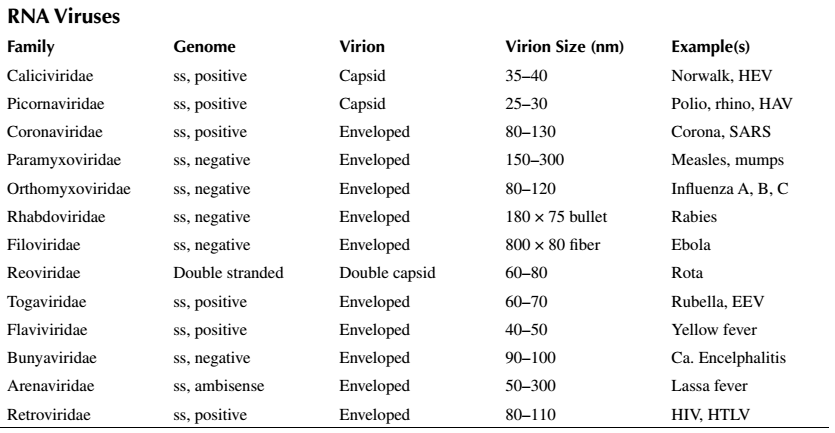 RNA Viruses
Family Genome Virion Virion Size (nm) Example(s)
Caliciviridae ss, positive Capsid 35–40 Norwalk, HEV
Picornaviridae ss, positive Capsid 25–30 Polio, rhino, HAV
Coronaviridae ss, positive Enveloped 80–130 Corona, SARS
Paramyxoviridae ss, negative Enveloped 150–300 Measles, mumps
Orthomyxoviridae ss, negative Enveloped 80–120 Influenza A, B, C
Rhabdoviridae ss, negative Enveloped 180 × 75 bullet Rabies
Filoviridae ss, negative Enveloped 800 × 80 fiber Ebola
Reoviridae Double stranded Double capsid 60–80 Rota
Togaviridae ss, positive Enveloped 60–70 Rubella, EEV
Flaviviridae ss, positive Enveloped 40–50 Yellow fever
Bunyaviridae ss, negative Enveloped 90–100 Ca. Encelphalitis
Arenaviridae ss, ambisense Enveloped 50–300 Lassa fever
Retroviridae ss, positive Enveloped 80–110 HIV, HTLV